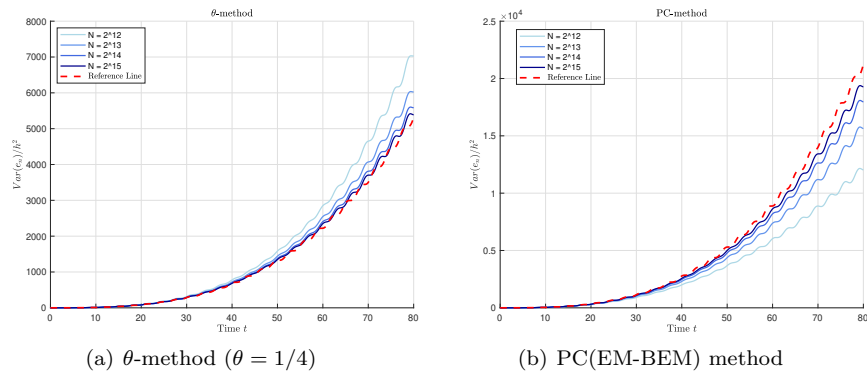 θ-method
8000
7000
6000
5000
4000
3000
2000
1000
0
Var(e_n)/h²
N = 2^12
N = 2^13
N = 2^14
N = 2^15
Reference Line
0 10 20 30 40 50 60 70 80
Time t
(a) θ-method (θ = 1/4)
×10⁴
PC-method
2.5
2
1.5
1
0.5
0
Var(e_n)/h²
N = 2^12
N = 2^13
N = 2^14
N = 2^15
Reference Line
0 10 20 30 40 50 60 70 80
Time t
(b) PC(EM-BEM) method